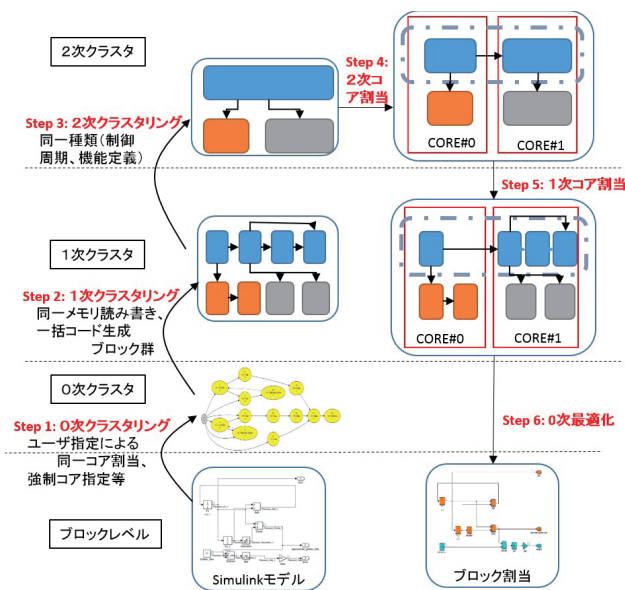 2次クラスタ
Step 4:
2次コ
ア割当
Step 3: 2次クラスタリング
同一種類(制御
周期、機能定義)
CORE#0
CORE#1
Step 5: 1次コア割当
1次クラスタ
Step 2: 1次クラスタリング
同一メモリ読み書き、
一括コード生成
ブロック群
CORE#0
CORE#1
0次クラスタ
Step 1: 0次クラスタリング
ユーザ指定による
同一コア割当、
強制コア指定等
Step 6: 0次最適化
ブロックレベル
Simulinkモデル
ブロック割当